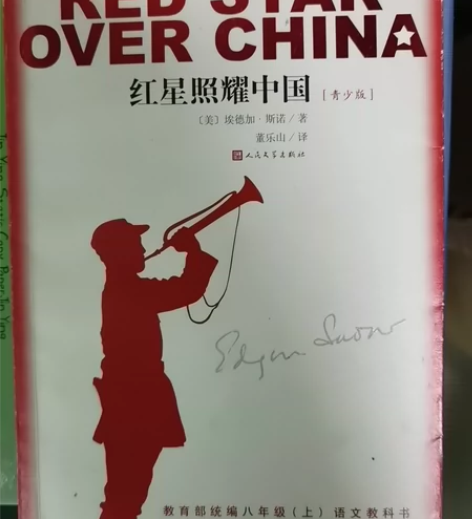 RED STAR
OVER CHINA
红星照耀中国 [青少版]
〔美〕埃德加·斯诺 / 著
董乐山 / 译
人民文学出版社
Edgar Snow
教育部统编八年级（上）语文教科书